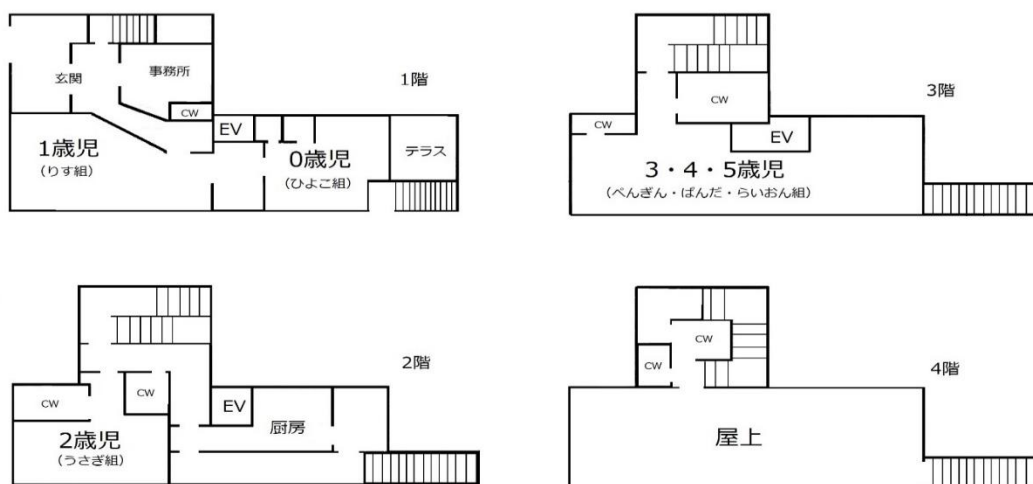 玄関
事務所
CW
1階
EV
1歳児
(りす組)
0歳児
(ひよこ組)
テラス
CW
CW
3階
EV
3・4・5歳児
(ぺんぎん・ぱんだ・らいおん組)
CW
CW
2階
EV
厨房
2歳児
(うさぎ組)
CW
CW
4階
屋上